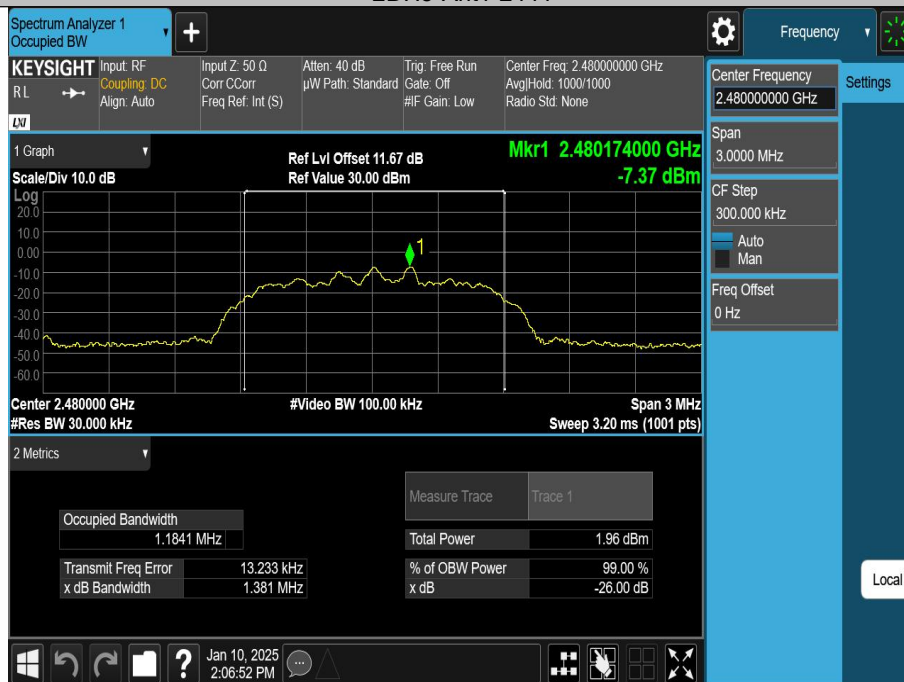 Spectrum Analyzer 1
Occupied BW
Frequency
KEYSIGHT
RL
LXI
Input: RF
Coupling: DC
Align: Auto
Input Z: 50 Ω
Corr CCorr
Freq Ref: Int (S)
Atten: 40 dB
µW Path: Standard
Trig: Free Run
Gate: Off
#IF Gain: Low
Center Freq: 2.480000000 GHz
Avg|Hold: 1000/1000
Radio Std: None
Center Frequency
2.480000000 GHz
Settings
Span
3.0000 MHz
CF Step
300.000 kHz
Auto
Man
Freq Offset
0 Hz
Local
1 Graph
Scale/Div 10.0 dB
Ref Lvl Offset 11.67 dB
Ref Value 30.00 dBm
Mkr1 2.480174000 GHz
-7.37 dBm
Log
20.0
10.0
0.00
-10.0
-20.0
-30.0
-40.0
-50.0
-60.0
1
Center 2.480000 GHz
#Video BW 100.00 kHz
Span 3 MHz
#Res BW 30.000 kHz
Sweep 3.20 ms (1001 pts)
2 Metrics
Measure Trace Trace 1
Occupied Bandwidth
1.1841 MHz
Total Power 1.96 dBm
Transmit Freq Error 13.233 kHz
% of OBW Power 99.00 %
x dB Bandwidth 1.381 MHz
x dB -26.00 dB
Jan 10, 2025
2:06:52 PM